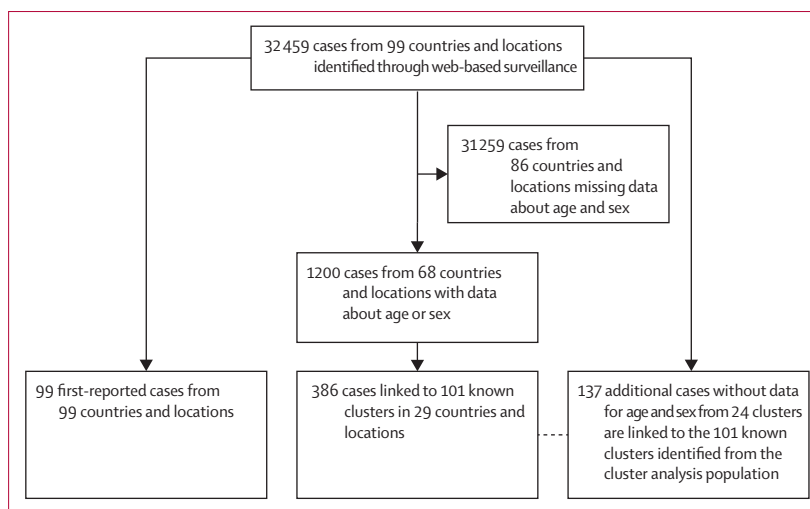 32 459 cases from 99 countries and locations
identified through web-based surveillance
31 259 cases from
86 countries and
locations missing data
about age and sex
1200 cases from 68 countries
and locations with data
about age or sex
99 first-reported cases from
99 countries and locations
386 cases linked to 101 known
clusters in 29 countries and
locations
137 additional cases without data
for age and sex from 24 clusters
are linked to the 101 known
clusters identified from the
cluster analysis population